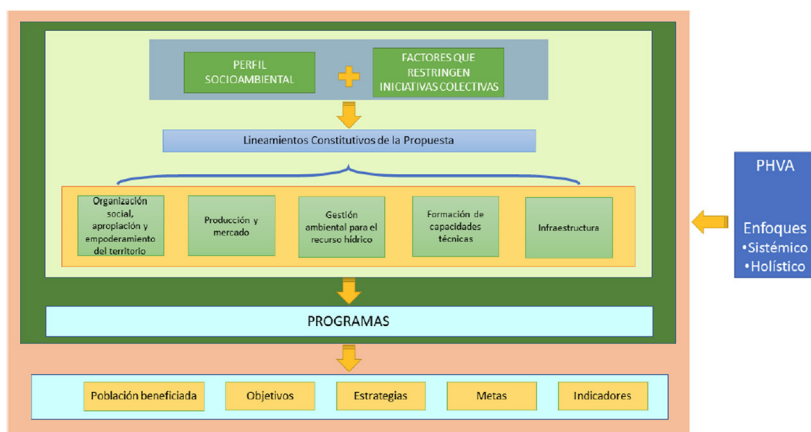 PERFIL
SOCIOAMBIENTAL
FACTORES QUE
RESTRINGEN
INICIATIVAS COLECTIVAS
Lineamientos Constitutivos de la Propuesta
Organización
social,
apropiación y
empoderamiento
del territorio
Producción y
mercado
Gestión
ambiental para el
recurso hídrico
Formación de
capacidades
técnicas
Infraestructura
PROGRAMAS
Población beneficiada
Objetivos
Estrategias
Metas
Indicadores
PHVA
Enfoques
•Sistémico
•Holístico